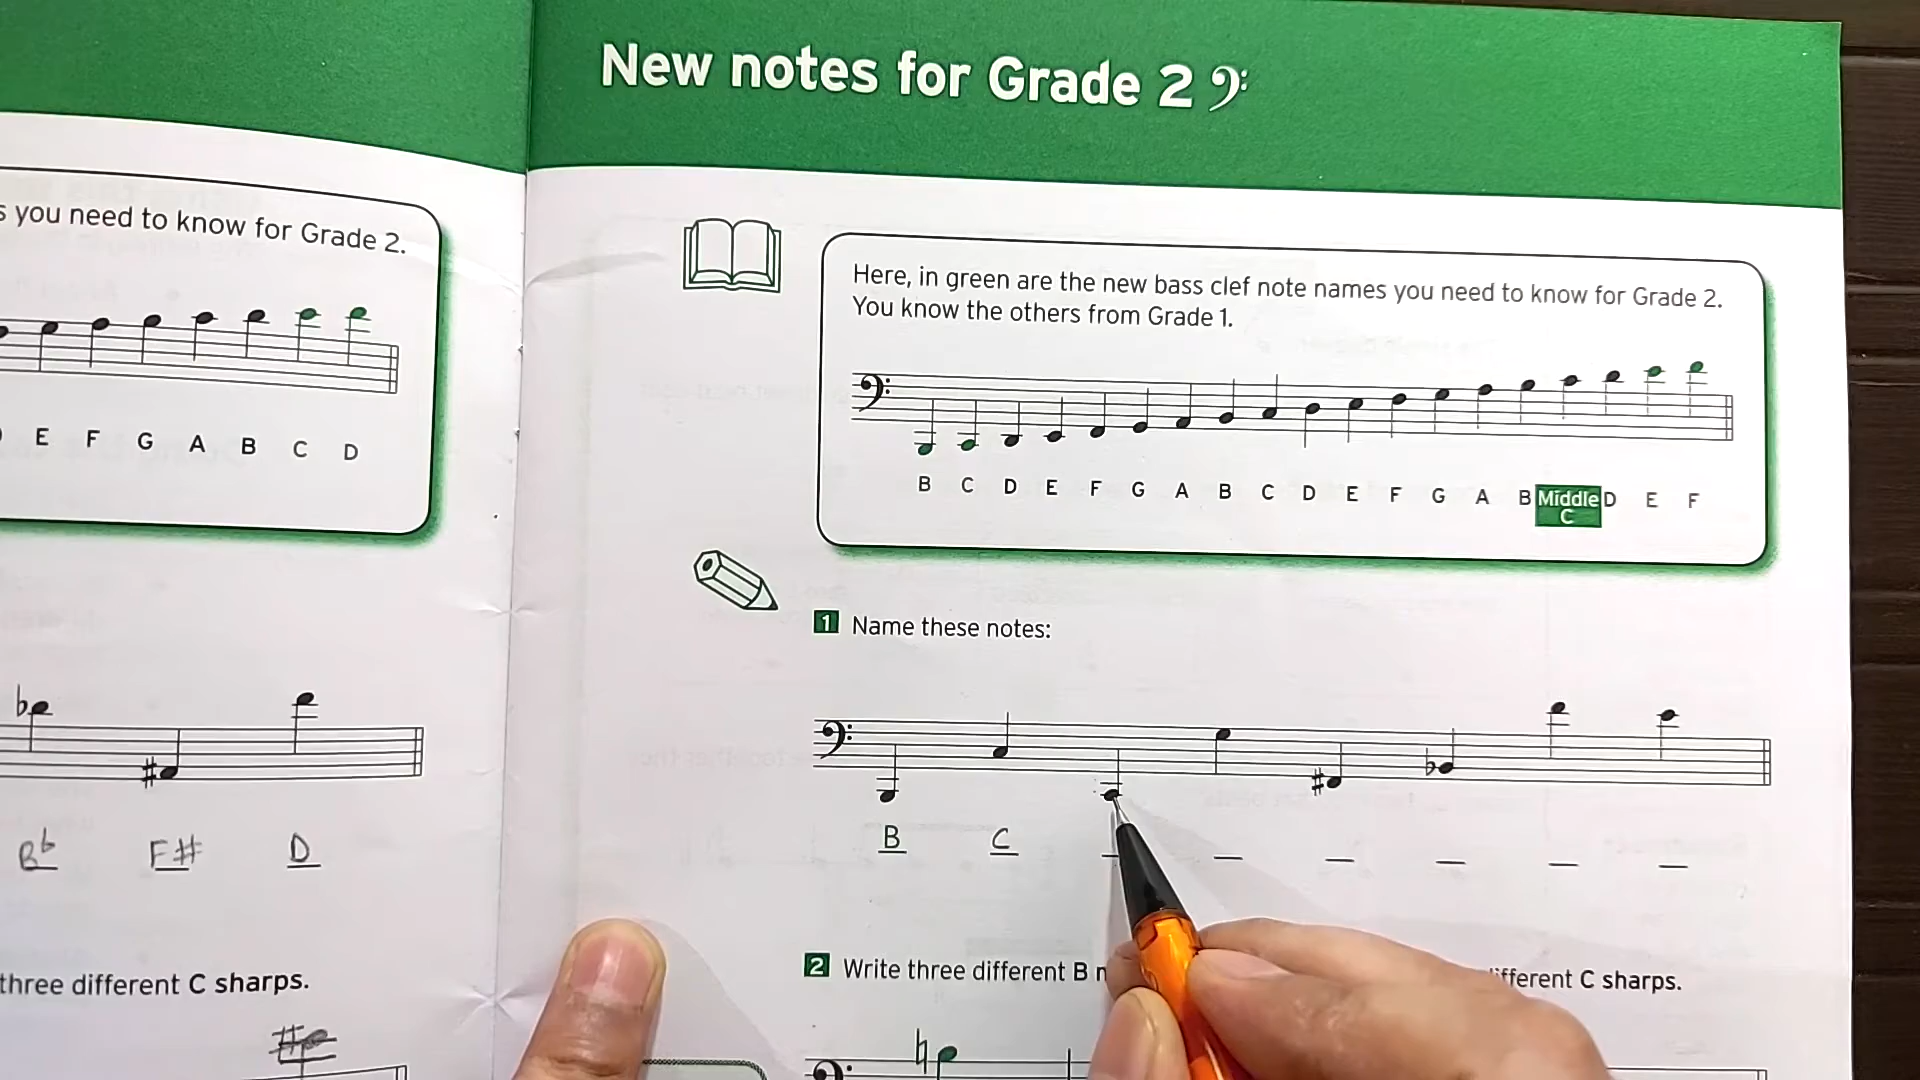 New notes for Grade 2
s you need to know for Grade 2.
E F G A B C D
Bb F# D
three different C sharps.
Here, in green are the new bass clef note names you need to know for Grade 2.
You know the others from Grade 1.
B C D E F G A B C D E F G A B Middle C D E F
1 Name these notes:
B C
2 Write three different B
fferent C sharps.